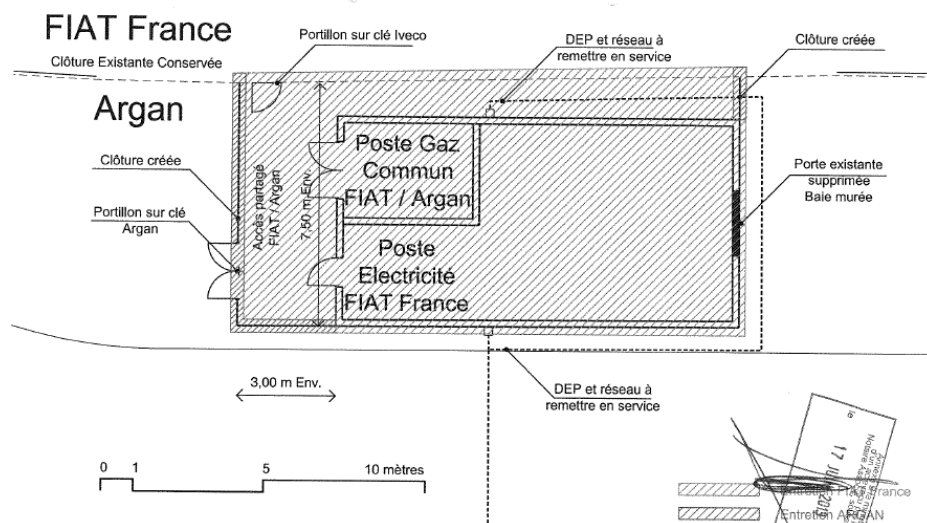 FIAT France
Portillon sur clé Iveco
DEP et réseau à
remettre en service
Clôture créée
Clôture Existante Conservée
Argan
Clôture créée
Portillon sur clé
Argan
Accès partagé
FIAT / Argan
7,50 m Env.
Poste Gaz
Commun
FIAT / Argan
Poste
Electricité
FIAT France
Porte existante
supprimée
Baie murée
3,00 m Env.
DEP et réseau à
remettre en service
0 1 5 10 mètres
le 17
Entretien FIAT France
Entretien ARGAN